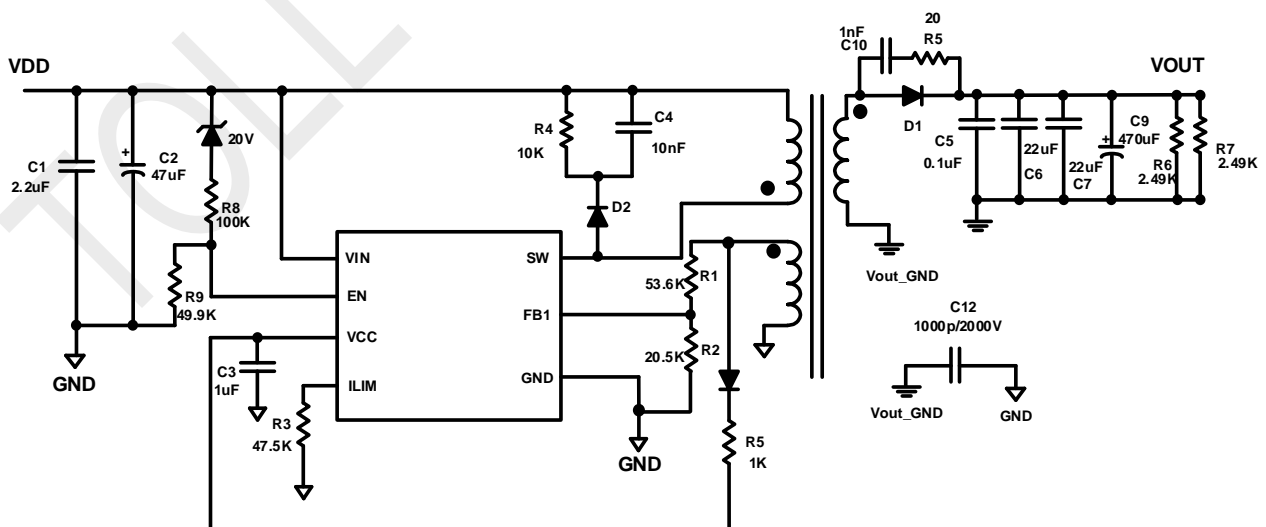 TOLL
VDD
C1
2.2uF
+
C2
47uF
20V
R8
100K
R9
49.9K
GND
R4
10K
C4
10nF
D2
VIN
EN
VCC
ILIM
SW
FB1
GND
C3
1uF
R3
47.5K
R1
53.6K
R2
20.5K
GND
R5
1K
1nF
C10
20
R5
D1
VOUT
C5
0.1uF
22uF
C6
22uF
C7
+
C9
470uF
R6
2.49K
R7
2.49K
Vout_GND
C12
1000p/2000V
Vout_GND
GND